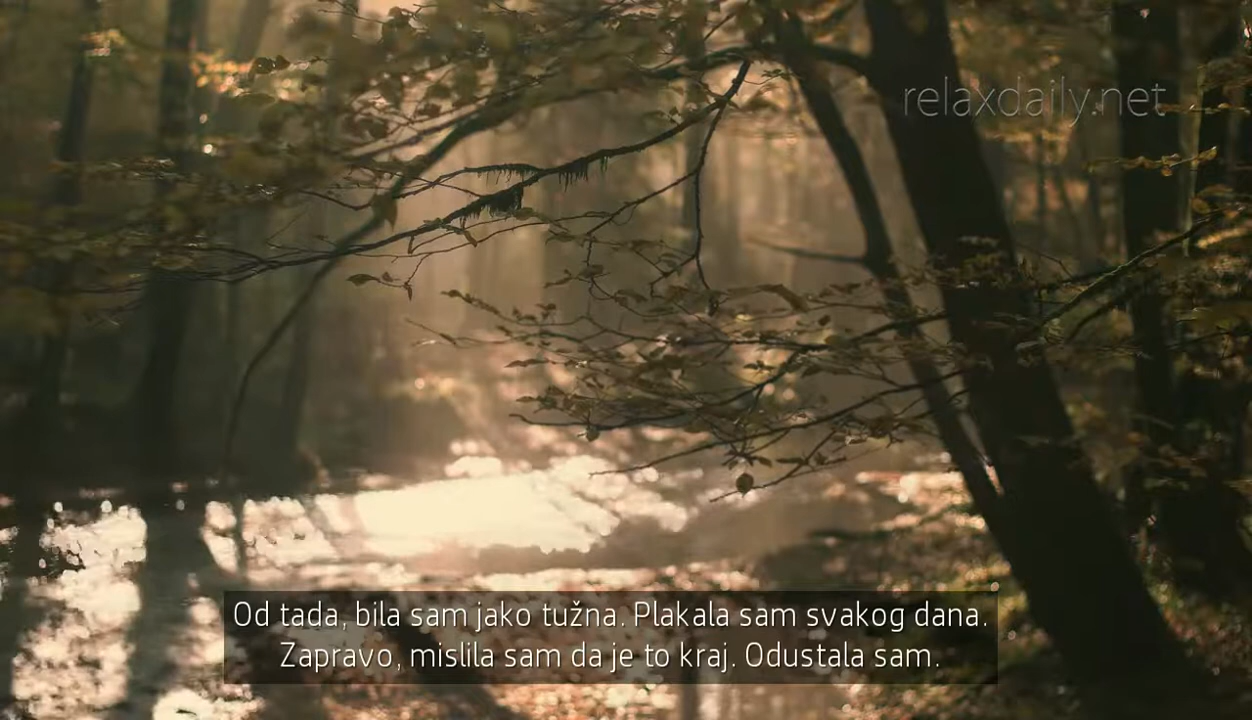 relaxdaily.net
Od tada, bila sam jako tužna. Plakala sam svakog dana.
Zapravo, mislila sam da je to kraj. Odustala sam.